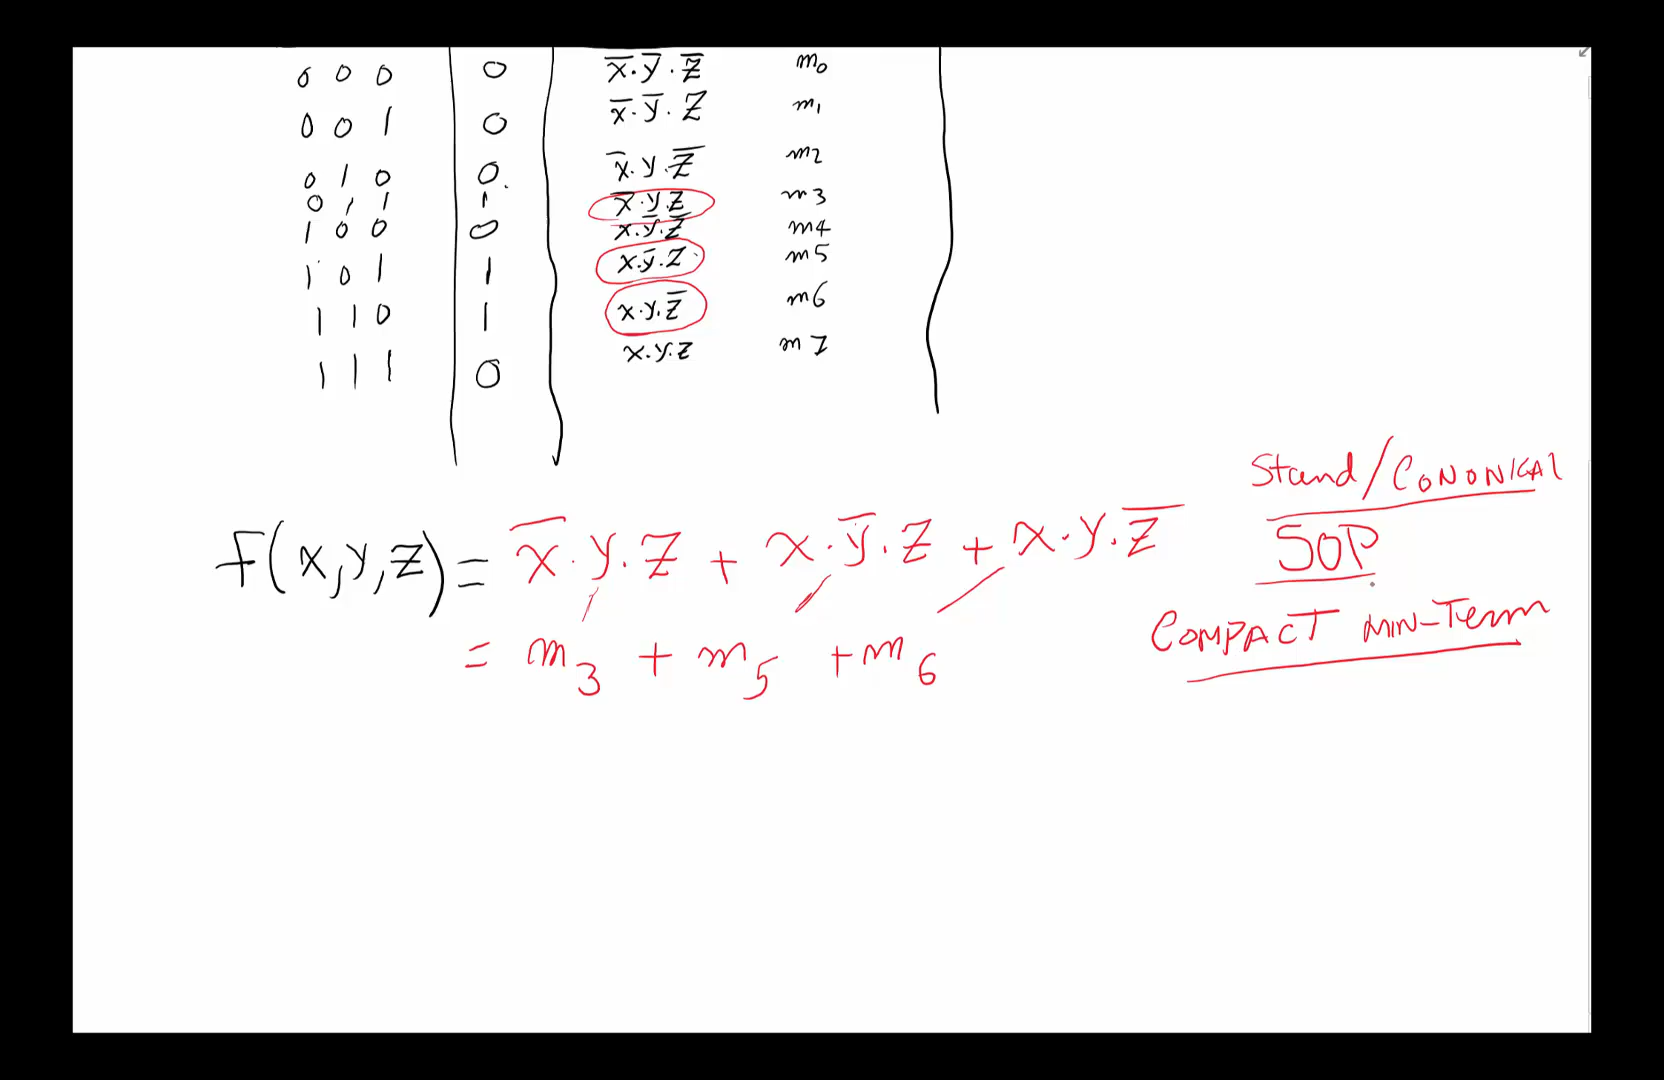 0 0 0 0 x̅.y̅.z̅ m0
0 0 1 0 x̅.y̅.z m1
0 1 0 0 x̅.y.z̅ m2
0 1 1 1 x̅.y.z m3
1 0 0 0 x.y̅.z̅ m4
1 0 1 1 x.y̅.z m5
1 1 0 1 x.y.z̅ m6
1 1 1 0 x.y.z m7
Stand/CONONICAL
F(x,y,z) = x̅.y.z + x.y̅.z + x.y.z̅ SOP
= m3 + m5 + m6 COMPACT MIN-Term